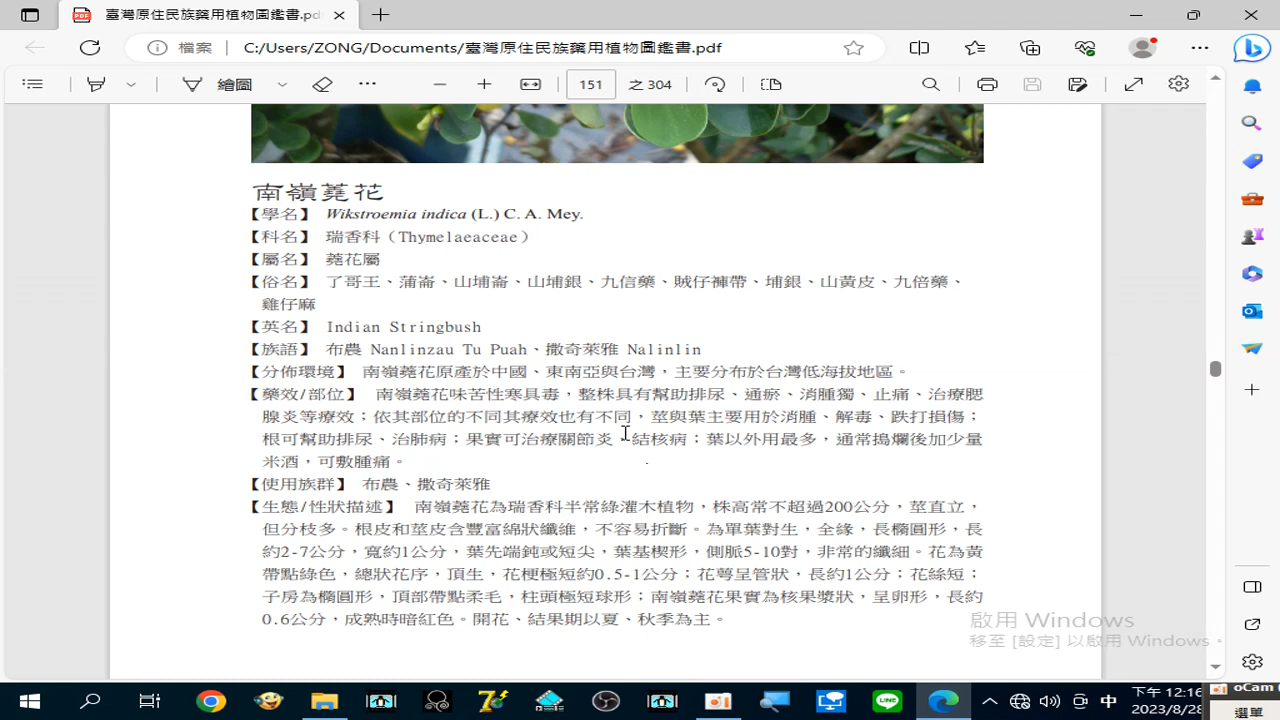 臺灣原住民族藥用植物圖鑑書.pd
檔案 C:/Users/ZONG/Documents/臺灣原住民族藥用植物圖鑑書.pdf
繪圖 151 之 304
南嶺蕘花
【學名】 Wikstroemia indica (L.) C. A. Mey.
【科名】 瑞香科（Thymelaeaceae）
【屬名】 蕘花屬
【俗名】 了哥王、蒲崙、山埔崙、山埔銀、九信藥、賊仔褲帶、埔銀、山黃皮、九倍藥、
雞仔麻
【英名】 Indian Stringbush
【族語】 布農 Nanlinzau Tu Puah、撒奇萊雅 Nalinlin
【分佈環境】 南嶺蕘花原產於中國、東南亞與台灣，主要分布於台灣低海拔地區。
【藥效/部位】 南嶺蕘花味苦性寒具毒，整株具有幫助排尿、通瘀、消腫獨、止痛、治療腮
腺炎等療效；依其部位的不同其療效也有不同，莖與葉主要用於消腫、解毒、跌打損傷；
根可幫助排尿、治肺病；果實可治療關節炎、結核病；葉以外用最多，通常搗爛後加少量
米酒，可敷腫痛。
【使用族群】 布農、撒奇萊雅
【生態/性狀描述】 南嶺蕘花為瑞香科半常綠灌木植物，株高常不超過200公分，莖直立，
但分枝多。根皮和莖皮含豐富綿狀纖維，不容易折斷。為單葉對生，全緣，長橢圓形，長
約2-7公分，寬約1公分，葉先端鈍或短尖，葉基楔形，側脈5-10對，非常的纖細。花為黃
帶點綠色，總狀花序，頂生，花梗極短約0.5-1公分；花萼呈管狀，長約1公分；花絲短；
子房為橢圓形，頂部帶點柔毛，柱頭極短球形；南嶺蕘花果實為核果漿狀，呈卵形，長約
0.6公分，成熟時暗紅色。開花、結果期以夏、秋季為主。
啟用 Windows
移至 [設定] 以啟用 Windows。
中 下午 12:16
2023/8/28
oCam
選單